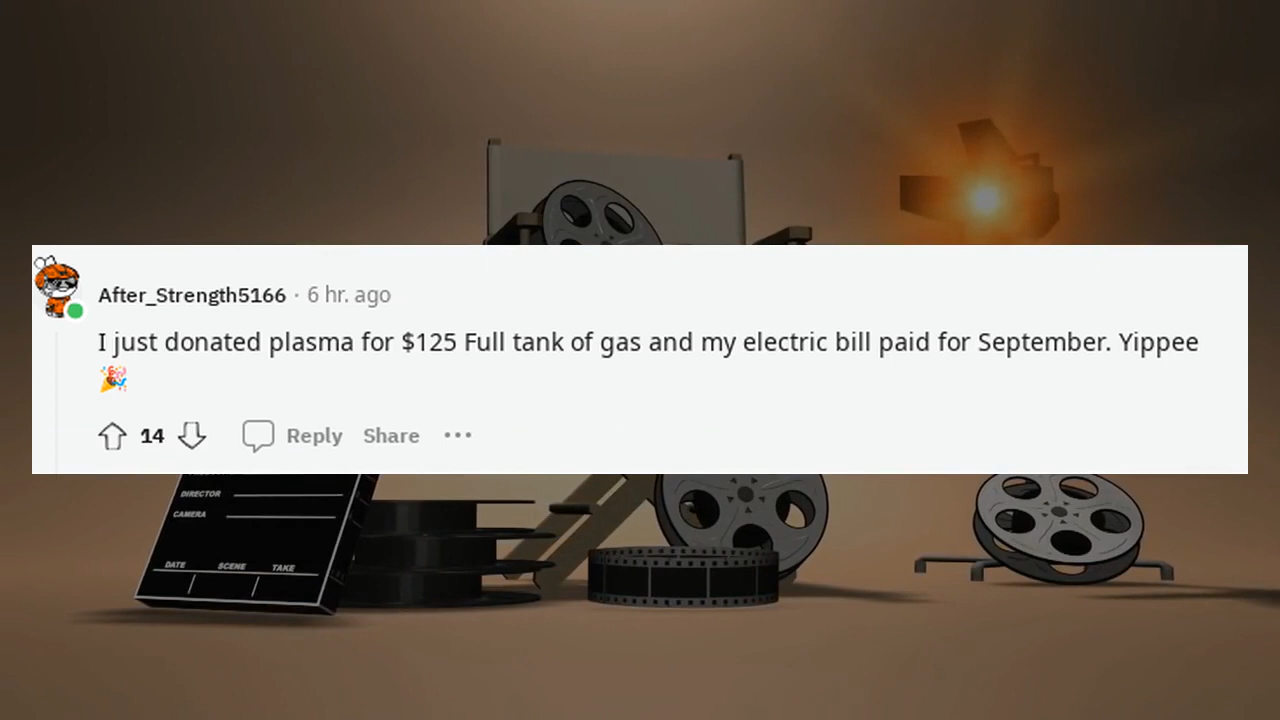 After_Strength5166 · 6 hr. ago
I just donated plasma for $125 Full tank of gas and my electric bill paid for September. Yippee
🎉
14 Reply Share ···
DIRECTOR
CAMERA
DATE SCENE TAKE